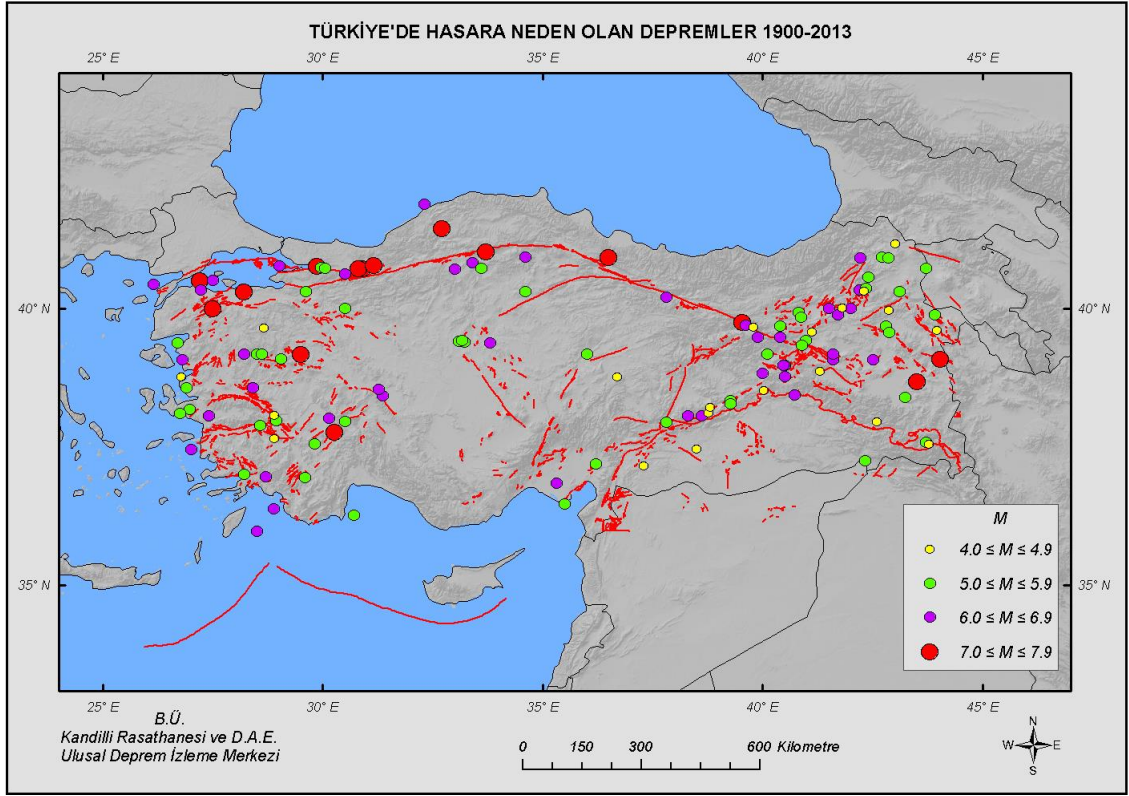 TÜRKİYE'DE HASARA NEDEN OLAN DEPREMLER 1900-2013
25° E 30° E 35° E 40° E 45° E
40° N 40° N
35° N 35° N
M
4.0 ≤ M ≤ 4.9
5.0 ≤ M ≤ 5.9
6.0 ≤ M ≤ 6.9
7.0 ≤ M ≤ 7.9
25° E 30° E 35° E 40° E 45° E
B.Ü.
Kandilli Rasathanesi ve D.A.E.
Ulusal Deprem İzleme Merkezi
0 150 300 600 Kilometre
N
W E
S